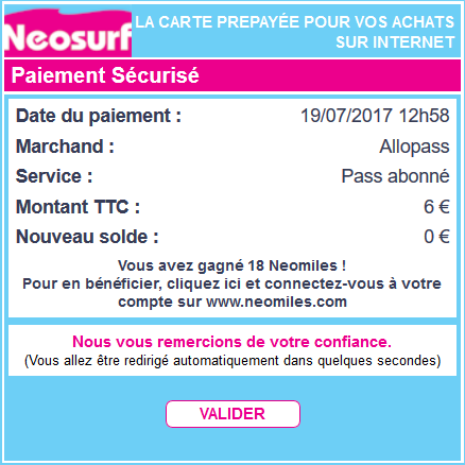 Neosurf
LA CARTE PREPAYÉE POUR VOS ACHATS
SUR INTERNET
Paiement Sécurisé
Date du paiement : 19/07/2017 12h58
Marchand : Allopass
Service : Pass abonné
Montant TTC : 6 €
Nouveau solde : 0 €
Vous avez gagné 18 Neomiles !
Pour en bénéficier, cliquez ici et connectez-vous à votre
compte sur www.neomiles.com
Nous vous remercions de votre confiance.
(Vous allez être redirigé automatiquement dans quelques secondes)
VALIDER